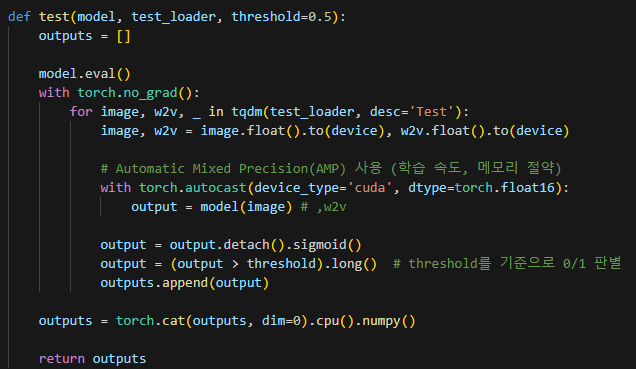 def test(model, test_loader, threshold=0.5):
    outputs = []

    model.eval()
    with torch.no_grad():
        for image, w2v, _ in tqdm(test_loader, desc='Test'):
            image, w2v = image.float().to(device), w2v.float().to(device)

            # Automatic Mixed Precision(AMP) 사용 (학습 속도, 메모리 절약)
            with torch.autocast(device_type='cuda', dtype=torch.float16):
                output = model(image) # ,w2v

            output = output.detach().sigmoid()
            output = (output > threshold).long()  # threshold를 기준으로 0/1 판별
            outputs.append(output)

    outputs = torch.cat(outputs, dim=0).cpu().numpy()

    return outputs